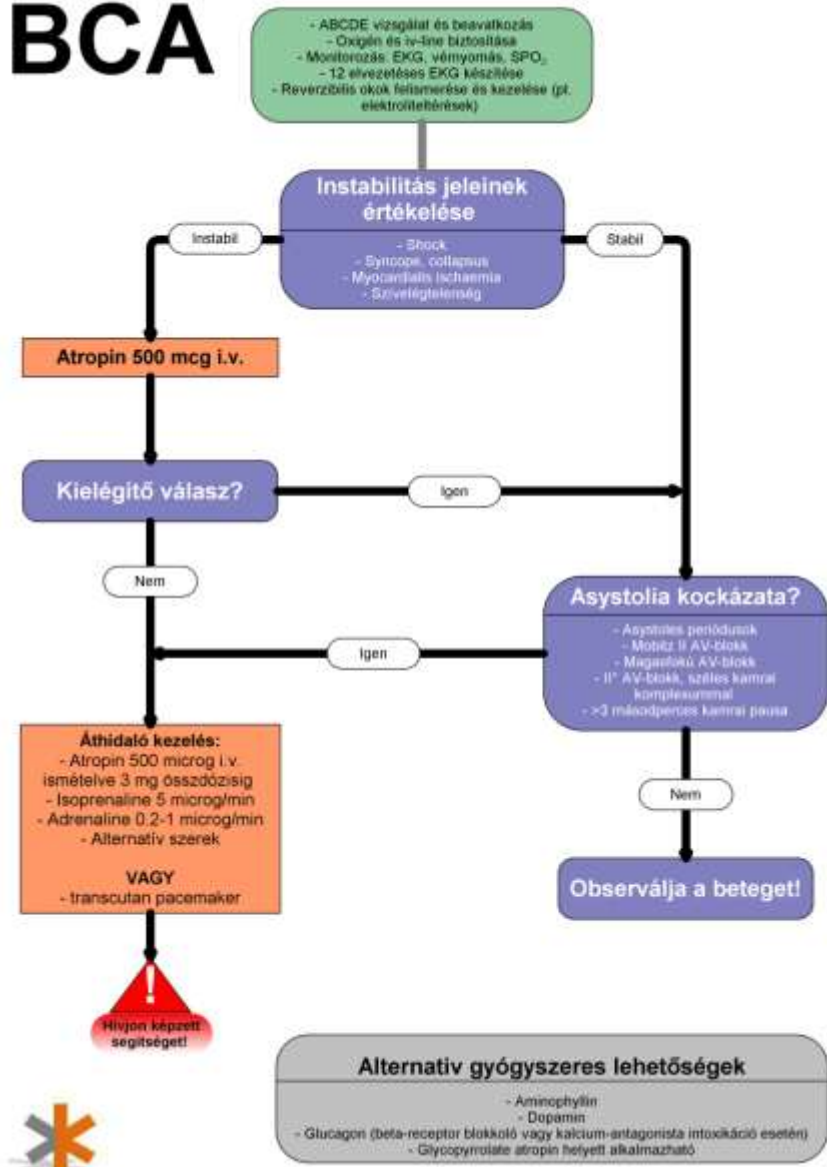 BCA
- ABCDE vizsgálat és beavatkozás
- Oxigén és iv-line biztosítása
- Monitorozás: EKG, vérnyomás, SPO₂
- 12 elvezetéses EKG készítése
- Reverzibilis okok felismerése és kezelése (pl.
elektroliteltérések)
Instabilitás jeleinek
értékelése
- Shock
- Syncope, collapsus
- Myocardialis ischaemia
- Szívelégtelenség
Instabil
Stabil
Atropin 500 mcg i.v.
Kielégítő válasz?
Igen
Nem
Asystolia kockázata?
- Asystoles periódusok
- Mobitz II AV-blokk
- Magasfokú AV-blokk
- II° AV-blokk, széles kamrai
komplexummal
- >3 másodperces kamrai pausa
Igen
Áthidaló kezelés:
- Atropin 500 microg i.v.
ismételve 3 mg összdózisig
- Isoprenaline 5 microg/min
- Adrenaline 0.2-1 microg/min
- Alternatív szerek
VAGY
- transcutan pacemaker
Nem
Observálja a beteget!
!
Hívjon képzett
segítséget!
Alternativ gyógyszeres lehetőségek
- Aminophyllin
- Dopamin
- Glucagon (beta-receptor blokkoló vagy kalcium-antagonista intoxikáció esetén)
- Glycopyrrolate atropin helyett alkalmazható